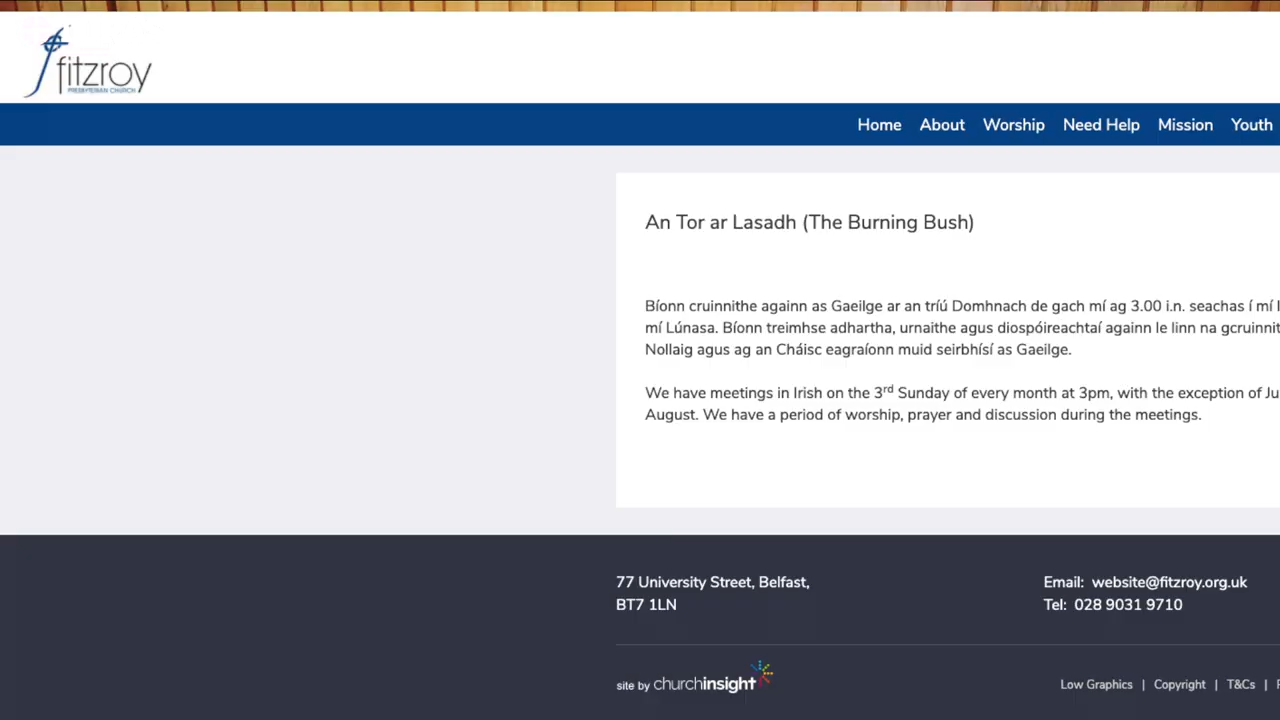 fitzroy
PRESBYTERIAN CHURCH
Home About Worship Need Help Mission Youth
An Tor ar Lasadh (The Burning Bush)
Bíonn cruinnithe againn as Gaeilge ar an tríú Domhnach de gach mí ag 3.00 i.n. seachas í mí
mí Lúnasa. Bíonn treimhse adhartha, urnaithe agus diospóireachtaí againn le linn na
Nollaig agus ag an Cháisc eagraíonn muid seirbhísí as Gaeilge.
We have meetings in Irish on the 3rd Sunday of every month at 3pm, with the exception of
August. We have a period of worship, prayer and discussion during the meetings.
77 University Street, Belfast,
BT7 1LN
Email: website@fitzroy.org.uk
Tel: 028 9031 9710
site by churchinsight
Low Graphics | Copyright | T&Cs |